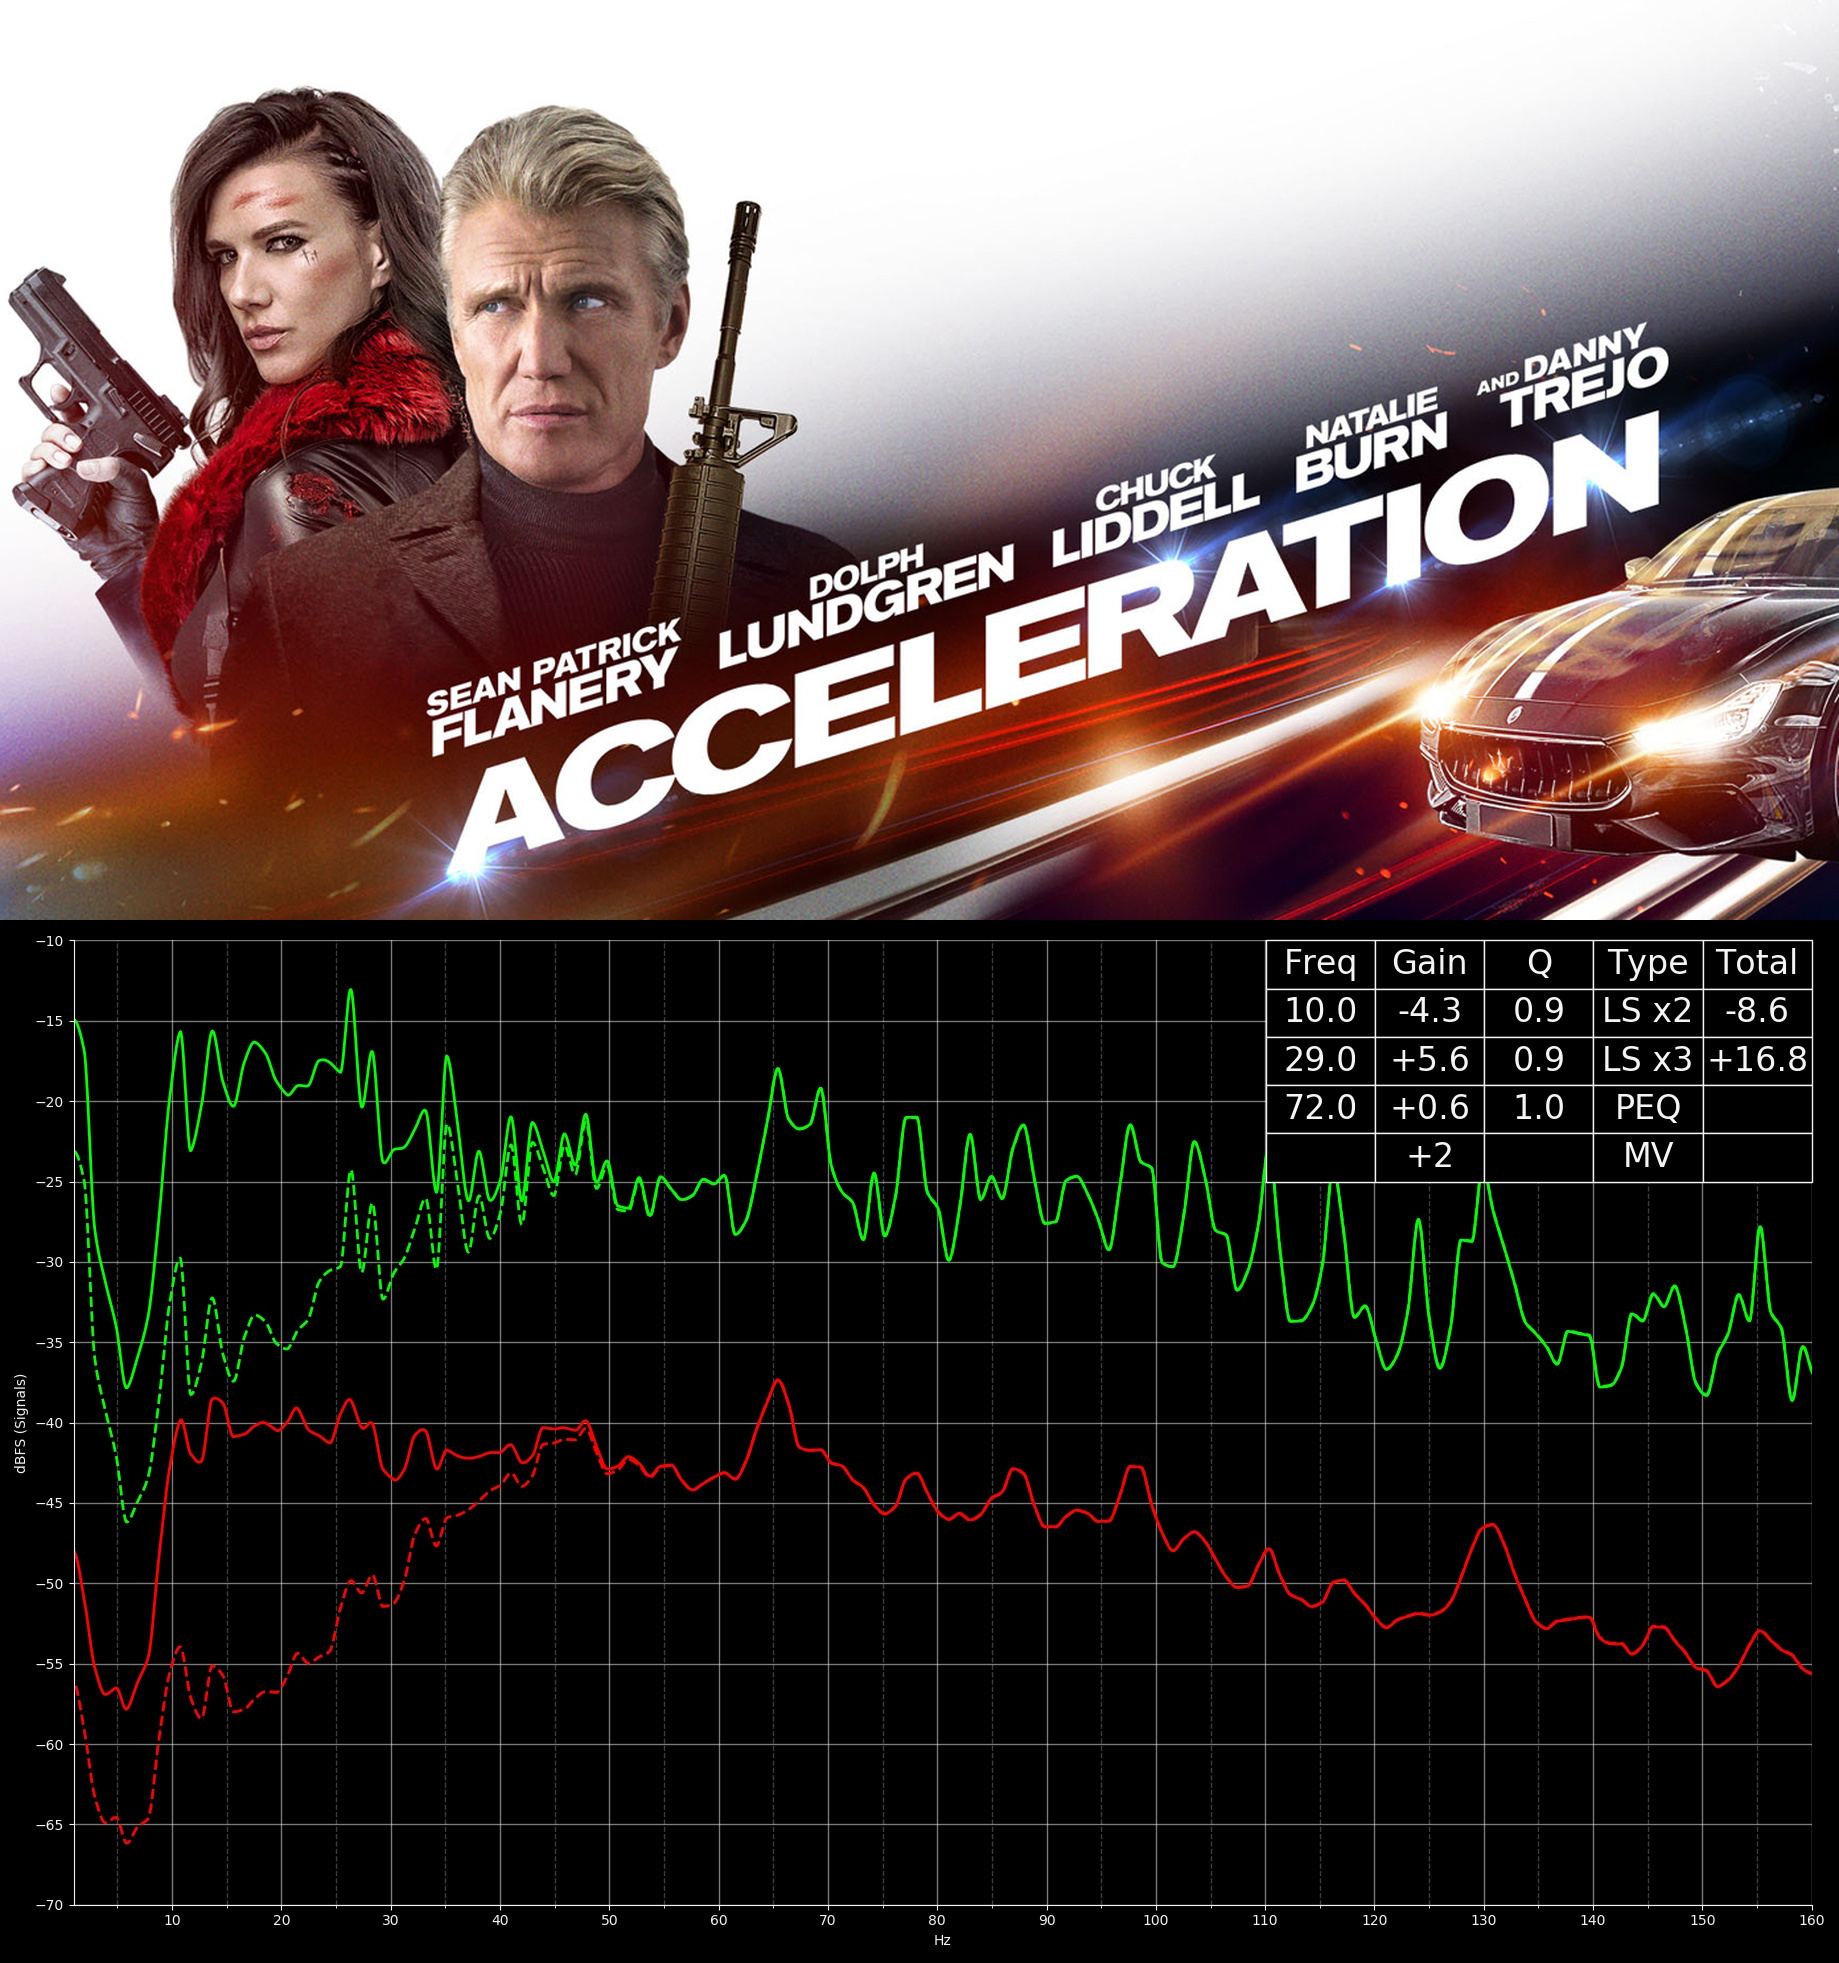 SEAN PATRICK
FLANERY
DOLPH
LUNDGREN
CHUCK
LIDDELL
NATALIE
BURN
AND DANNY
TREJO
ACCELERATION
Freq Gain Q Type Total
10.0 -4.3 0.9 LS x2 -8.6
29.0 +5.6 0.9 LS x3 +16.8
72.0 +0.6 1.0 PEQ
+2 MV
−10
−15
−20
−25
−30
−35
−40
−45
−50
−55
−60
−65
−70
dBFS (Signals)
10 20 30 40 50 60 70 80 90 100 110 120 130 140 150 160
Hz